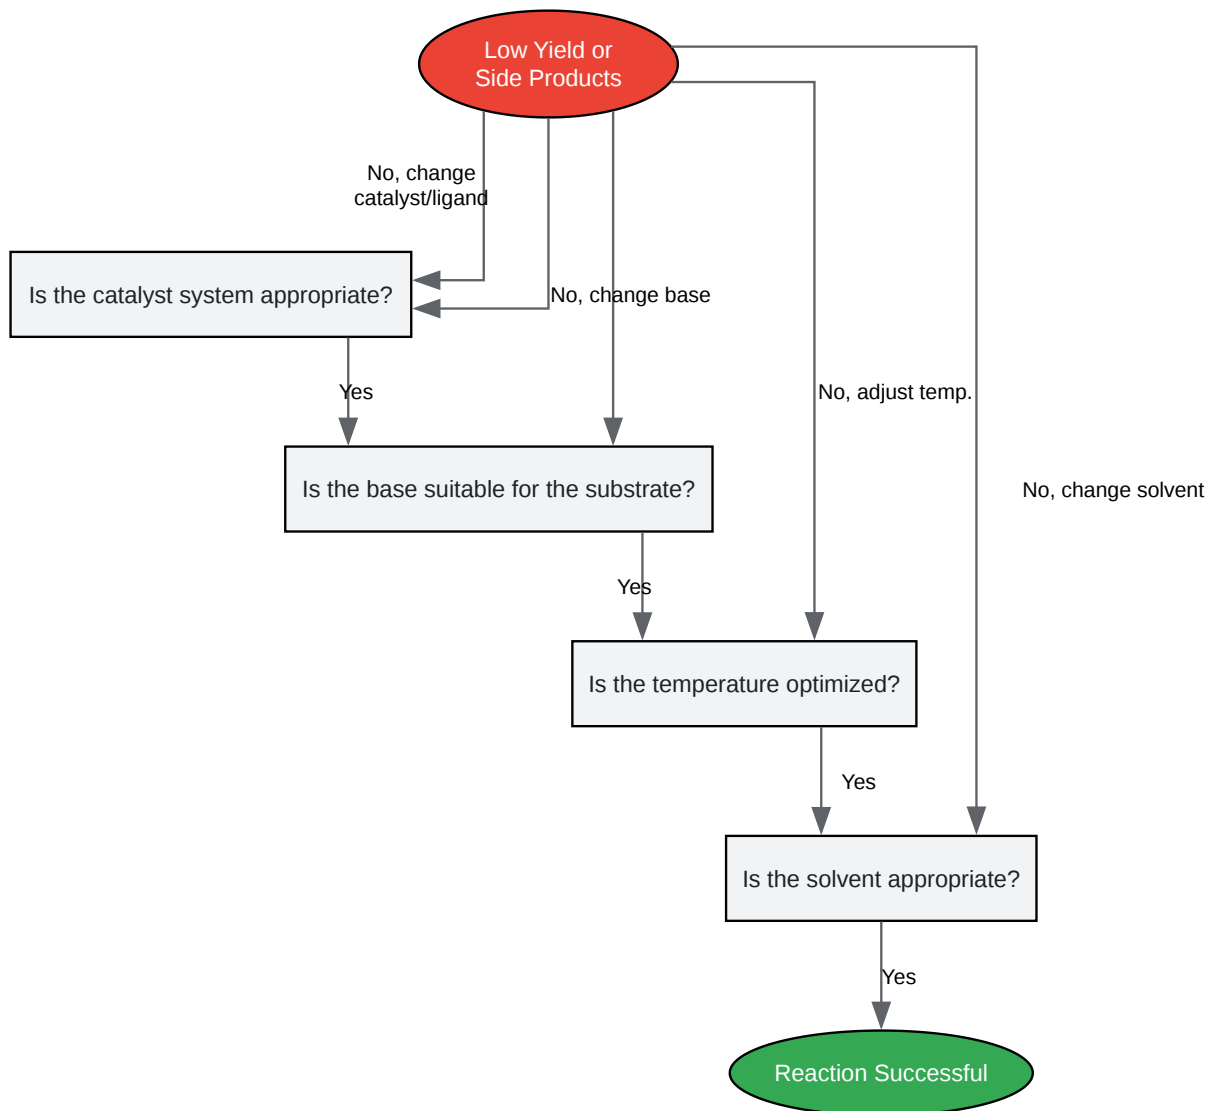 Low Yield or
Side Products
No, change
catalyst/ligand
Is the catalyst system appropriate?
No, change base
Yes
No, adjust temp.
Is the base suitable for the substrate?
No, change solvent
Yes
Is the temperature optimized?
Yes
Is the solvent appropriate?
Yes
Reaction Successful